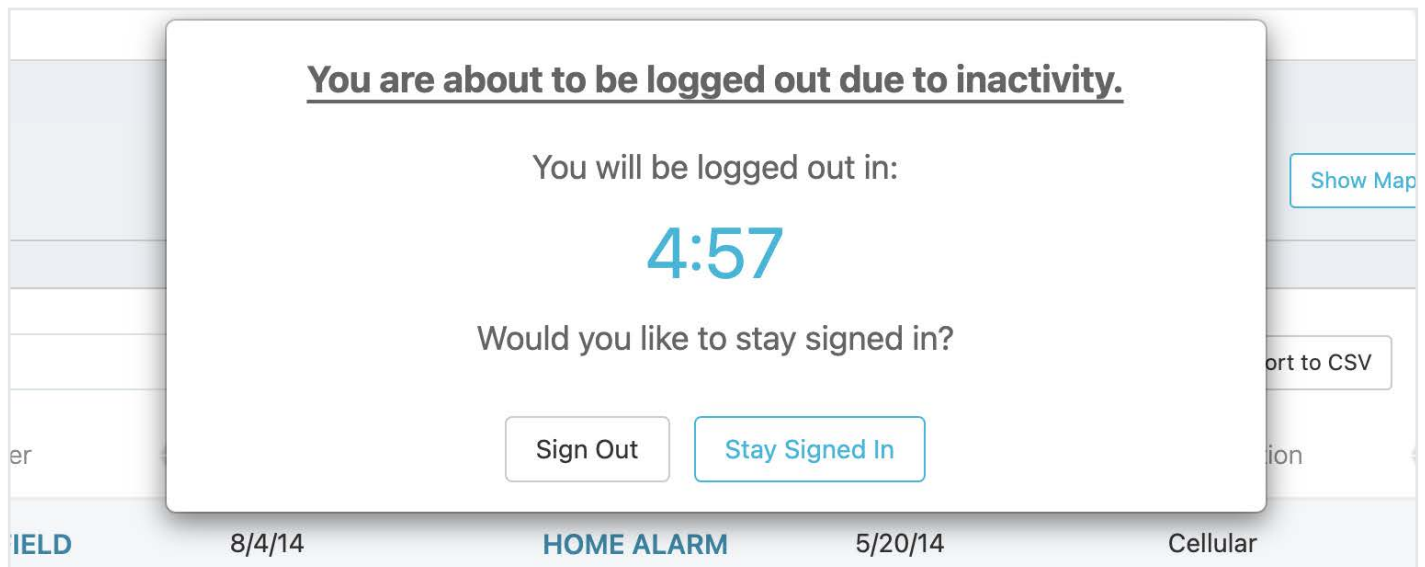 You are about to be logged out due to inactivity.
You will be logged out in:
Show Map
4:57
Would you like to stay signed in?
ort to CSV
Sign Out
Stay Signed In
er
tion
IELD
8/4/14
HOME ALARM
5/20/14
Cellular